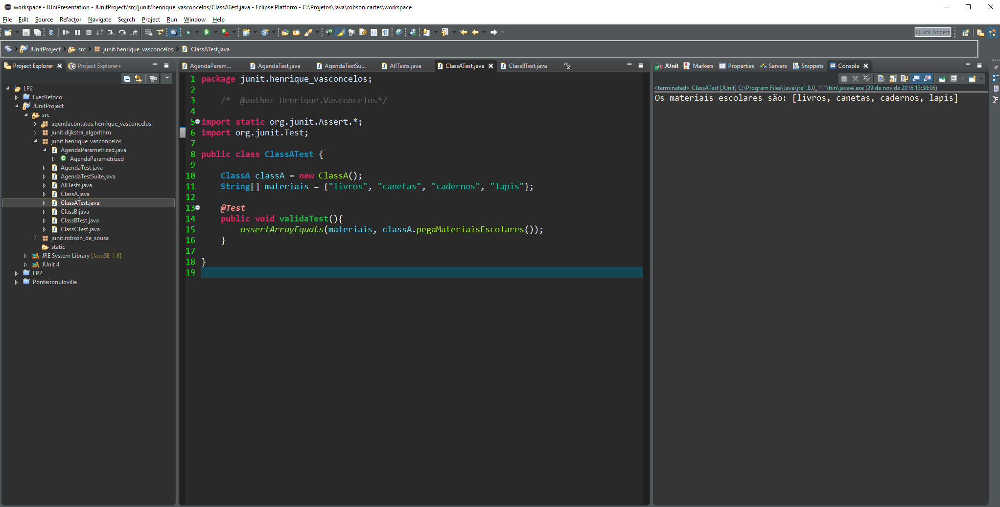 workspace - JUniPresentation - JUnitProject/src/junit/henrique_vasconcelos/ClassATest.java - Eclipse Platform - C:\Projetos\Java\robson.cartes\workspace
File Edit Source Refactor Navigate Search Project Run Window Help
Quick Access
JUnitProject src junit.henrique_vasconcelos ClassATest.java
Project Explorer Project Explorer+
LP2
ExecRefoco
JUnitProject
src
agendacontatos.henrique_vasconcelos
junit.dijkstra_algorithm
junit.henrique_vasconcelos
AgendaParametrized.java
AgendaParametrized
AgendaTest.java
AgendaTestSuite.java
AllTests.java
ClassA.java
ClassATest.java
ClassB.java
ClassBTest.java
ClassCTest.java
junit.robson_de_sousa
static
JRE System Library [JavaSE-1.8]
JUnit 4
LP2
Ponteironuloville
AgendaParam... AgendaTest.java AgendaTestSu... AllTests.java ClassATest.java ClassBTest.java »2
1 package junit.henrique_vasconcelos;
2
3 /*  @author Henrique.Vasconcelos*/
4
5 import static org.junit.Assert.*;
6 import org.junit.Test;
7
8 public class ClassATest {
9
10 ClassA classA = new ClassA();
11 String[] materiais = {"livros", "canetas", "cadernos", "lapis"};
12
13 @Test
14 public void validaTest(){
15 assertArrayEquals(materiais, classA.pegaMateriaisEscolares());
16 }
17
18 }
19
JUnit Markers Properties Servers Snippets Console
<terminated> ClassATest [JUnit] C:\Program Files\Java\jre1.8.0_111\bin\javaw.exe (29 de nov de 2016 13:38:06)
Os materiais escolares são: [livros, canetas, cadernos, lapis]